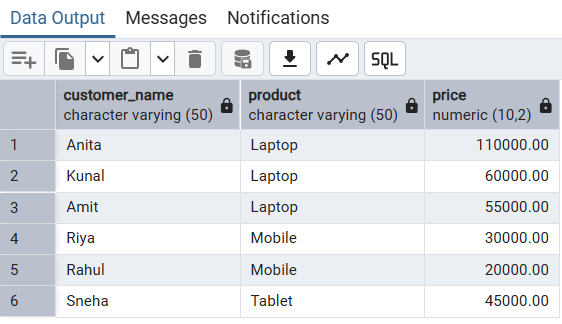 Data Output Messages Notifications
SQL
customer_name product price
character varying (50) character varying (50) numeric (10,2)
1 Anita Laptop 110000.00
2 Kunal Laptop 60000.00
3 Amit Laptop 55000.00
4 Riya Mobile 30000.00
5 Rahul Mobile 20000.00
6 Sneha Tablet 45000.00